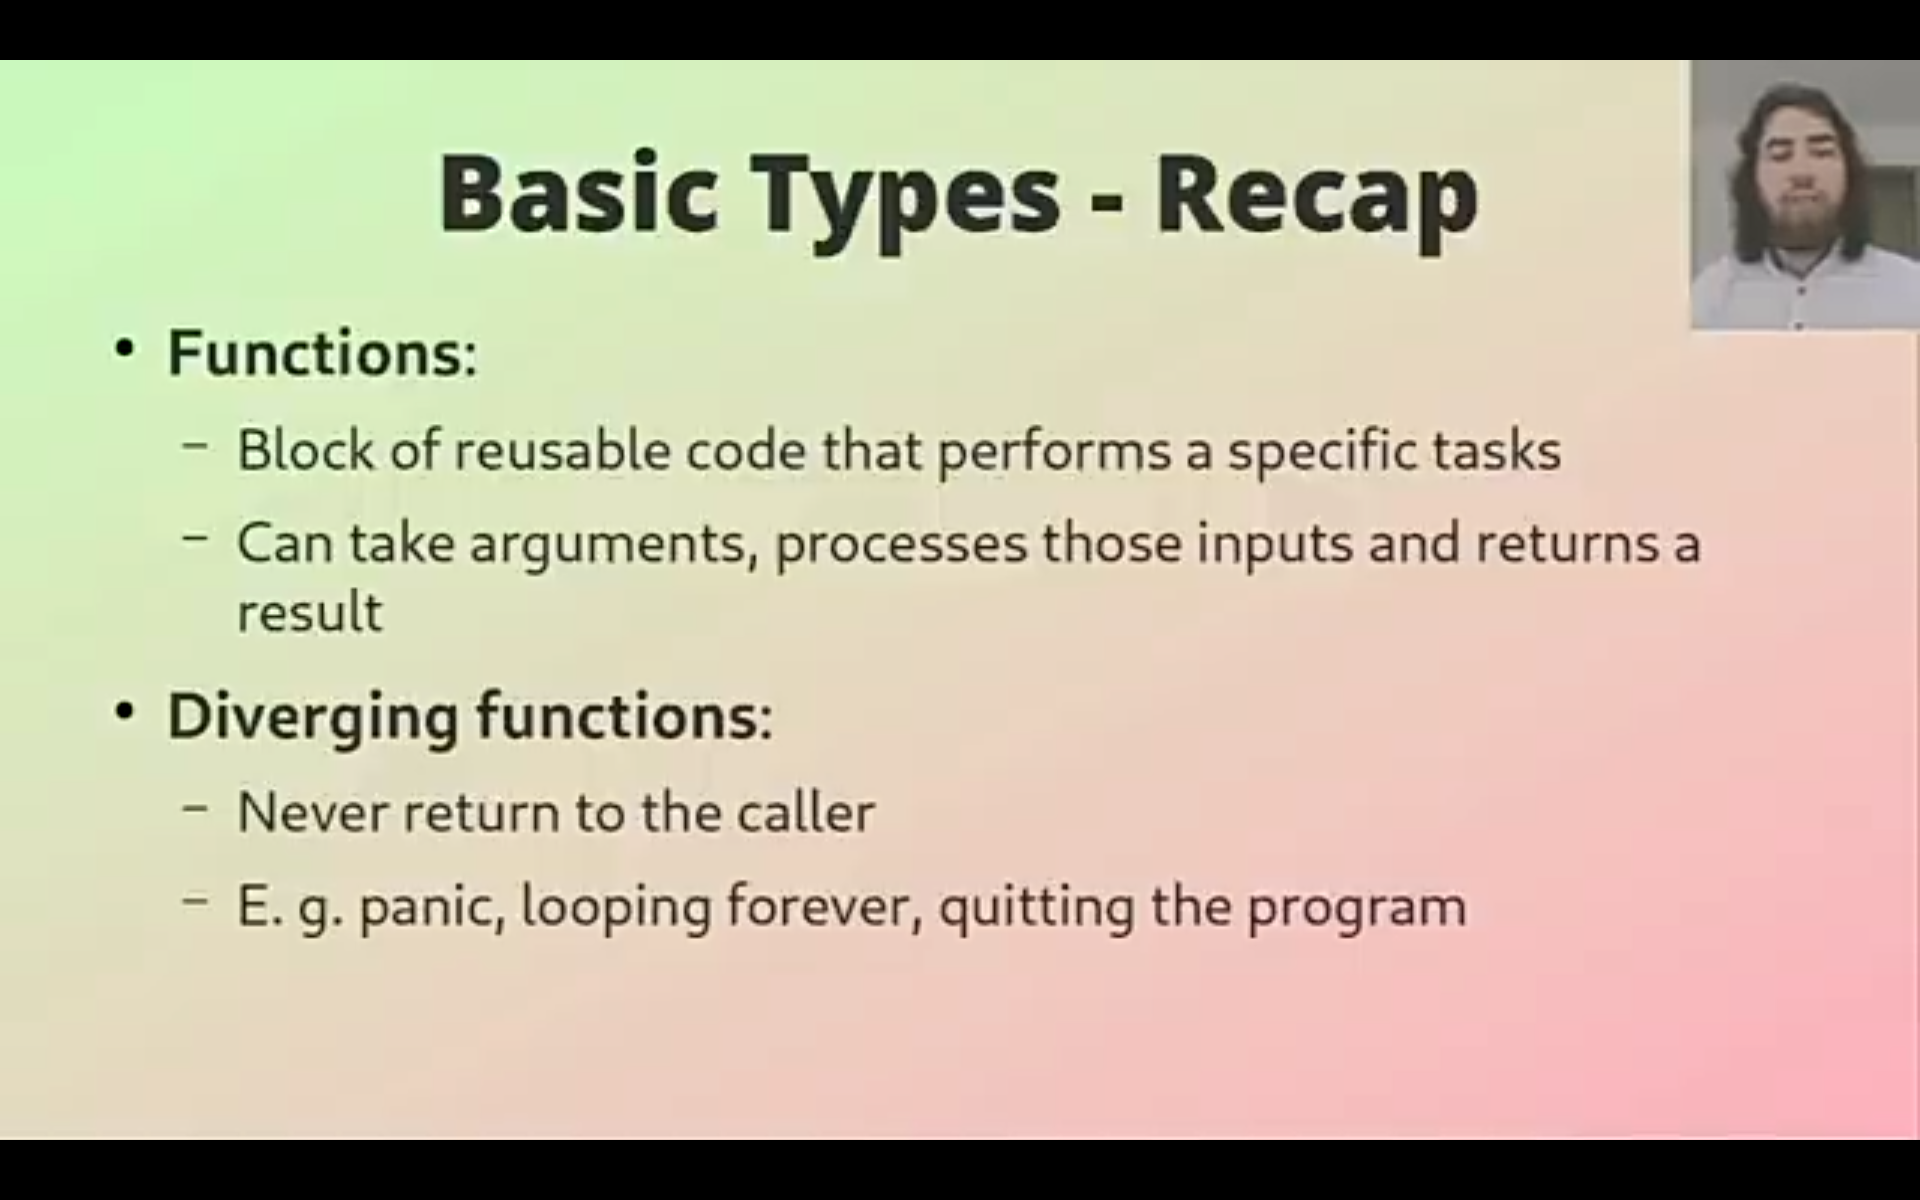 Basic Types - Recap
• Functions:
– Block of reusable code that performs a specific tasks
– Can take arguments, processes those inputs and returns a
result
• Diverging functions:
– Never return to the caller
– E. g. panic, looping forever, quitting the program